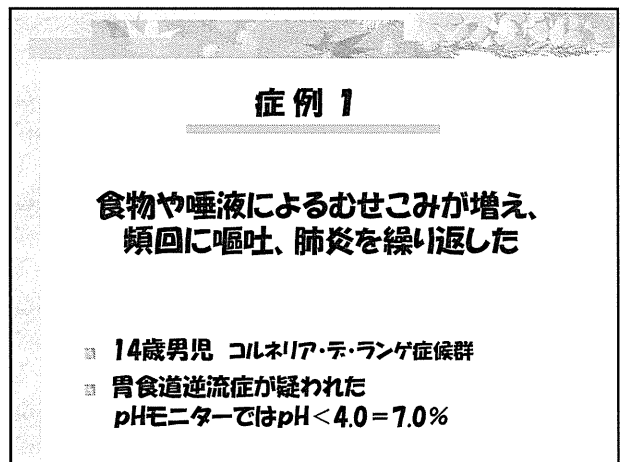 症例 1
食物や唾液によるむせこみが増え、
頻回に嘔吐、肺炎を繰り返した
14歳男児 コルネリア・デ・ランゲ症候群
胃食道逆流症が疑われた
pHモニターではpH<4.0=7.0%